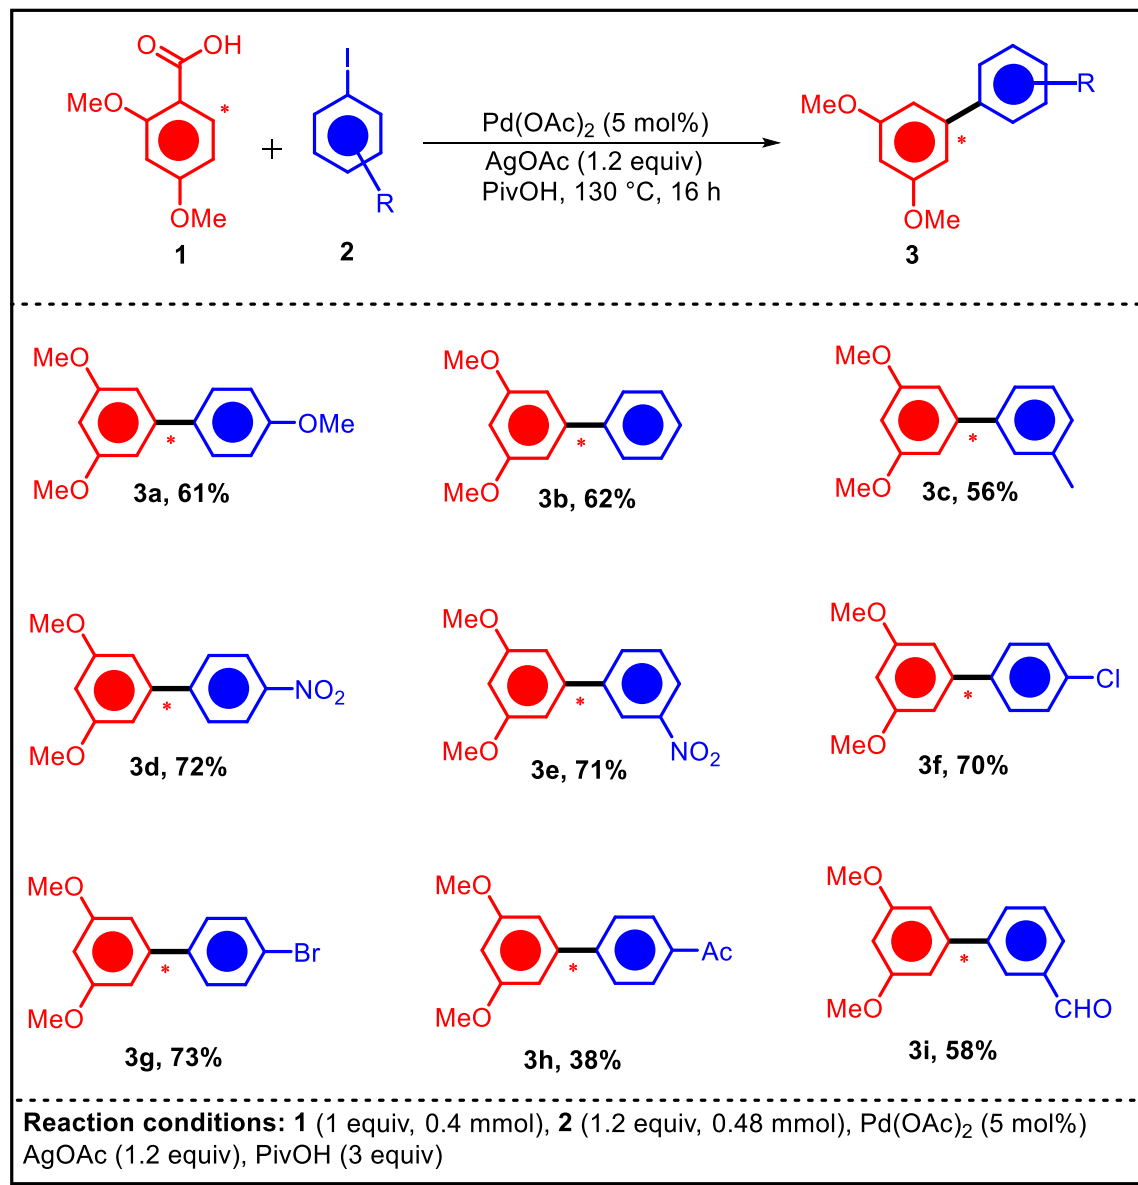 O OH I
MeO * R
+ Pd(OAc)₂ (5 mol%) MeO *
AgOAc (1.2 equiv)
PivOH, 130 °C, 16 h
OMe R OMe
1 2 3
MeO MeO MeO
* OMe * *
MeO MeO MeO
3a, 61% 3b, 62% 3c, 56%
MeO MeO MeO
* NO₂ * * Cl
MeO MeO NO₂ MeO
3d, 72% 3e, 71% 3f, 70%
MeO MeO MeO
* Br * Ac *
MeO MeO MeO CHO
3g, 73% 3h, 38% 3i, 58%
Reaction conditions: 1 (1 equiv, 0.4 mmol), 2 (1.2 equiv, 0.48 mmol), Pd(OAc)₂ (5 mol%)
AgOAc (1.2 equiv), PivOH (3 equiv)